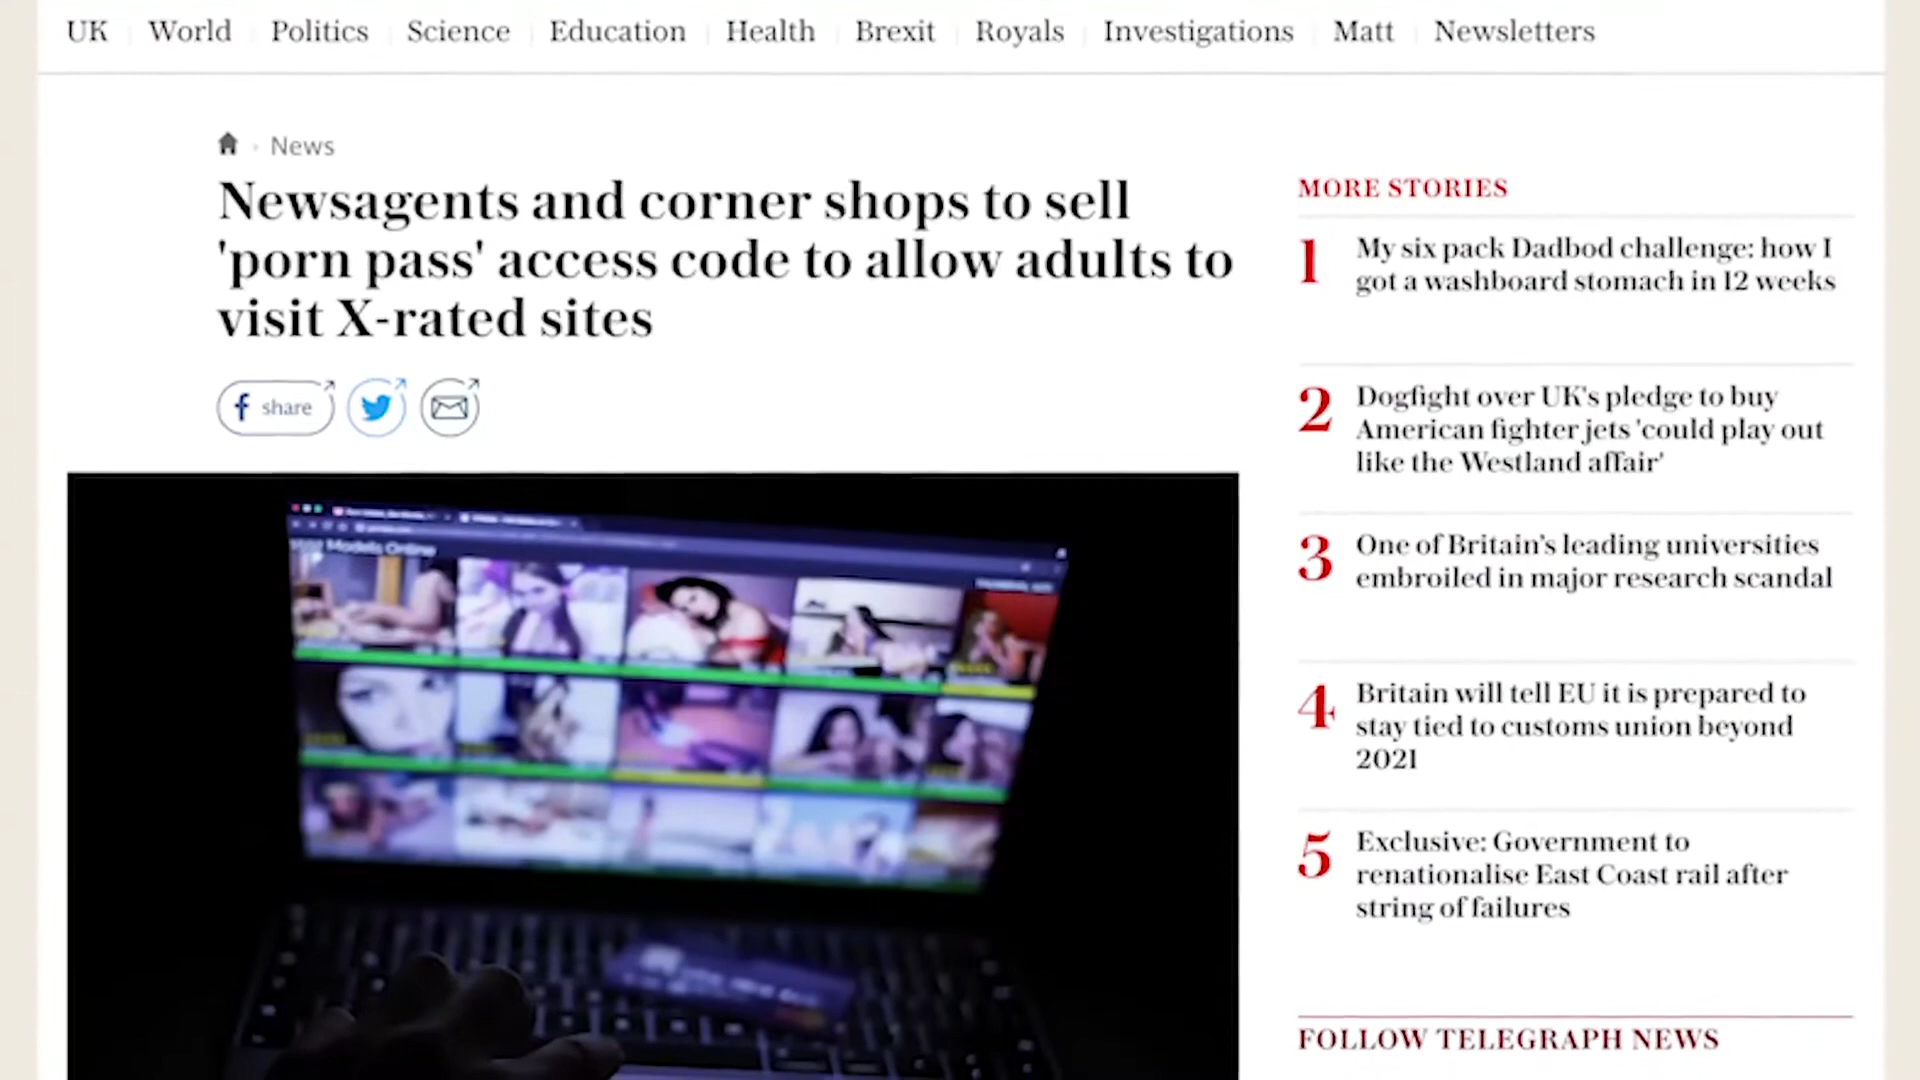 UK World Politics Science Education Health Brexit Royals Investigations Matt Newsletters
News
Newsagents and corner shops to sell
'porn pass' access code to allow adults to
visit X-rated sites
share
Models Online
MORE STORIES
1 My six pack Dadbod challenge: how I
got a washboard stomach in 12 weeks
2 Dogfight over UK's pledge to buy
American fighter jets 'could play out
like the Westland affair'
3 One of Britain's leading universities
embroiled in major research scandal
4 Britain will tell EU it is prepared to
stay tied to customs union beyond
2021
5 Exclusive: Government to
renationalise East Coast rail after
string of failures
FOLLOW TELEGRAPH NEWS